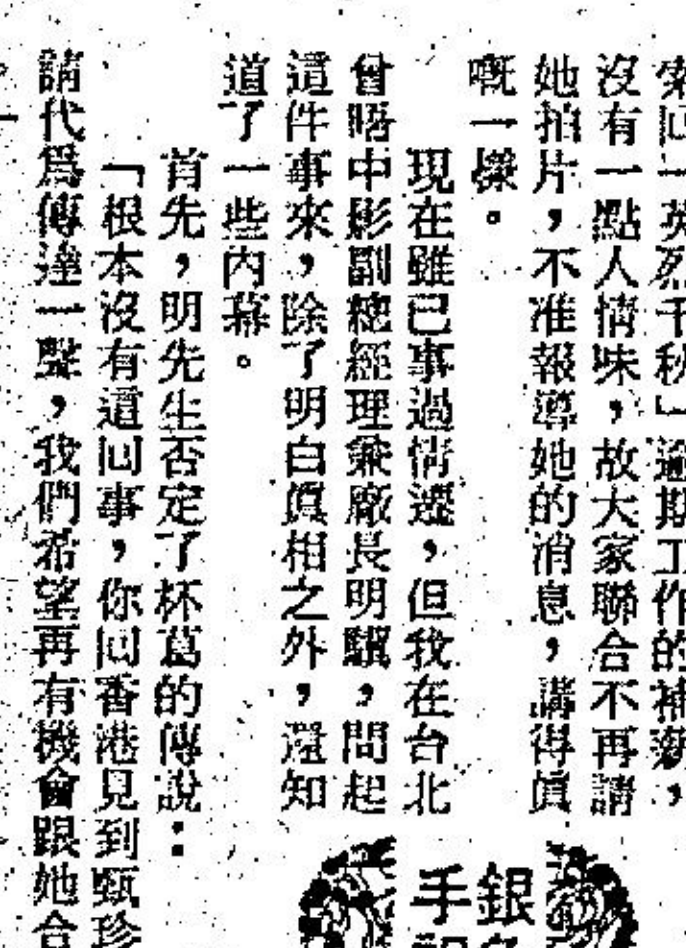 索回一英烈千秋」逾期工作的補薪，
沒有一點人情味，故大家聯合不再請
她拍片，不准報導她的消息，講得眞
嘅一樣。
現在雖已事過情遷，但我在台北
曾晤中影副總經理兼廠長明驥，問起
這件事來，除了明白眞相之外，還知
道了一些內幕。
首先，明先生否定了杯葛的傳說：
「根本沒有這回事，你回香港見到甄珍
請代爲傳達一聲，我們希望再有機會跟她合
銀色
手